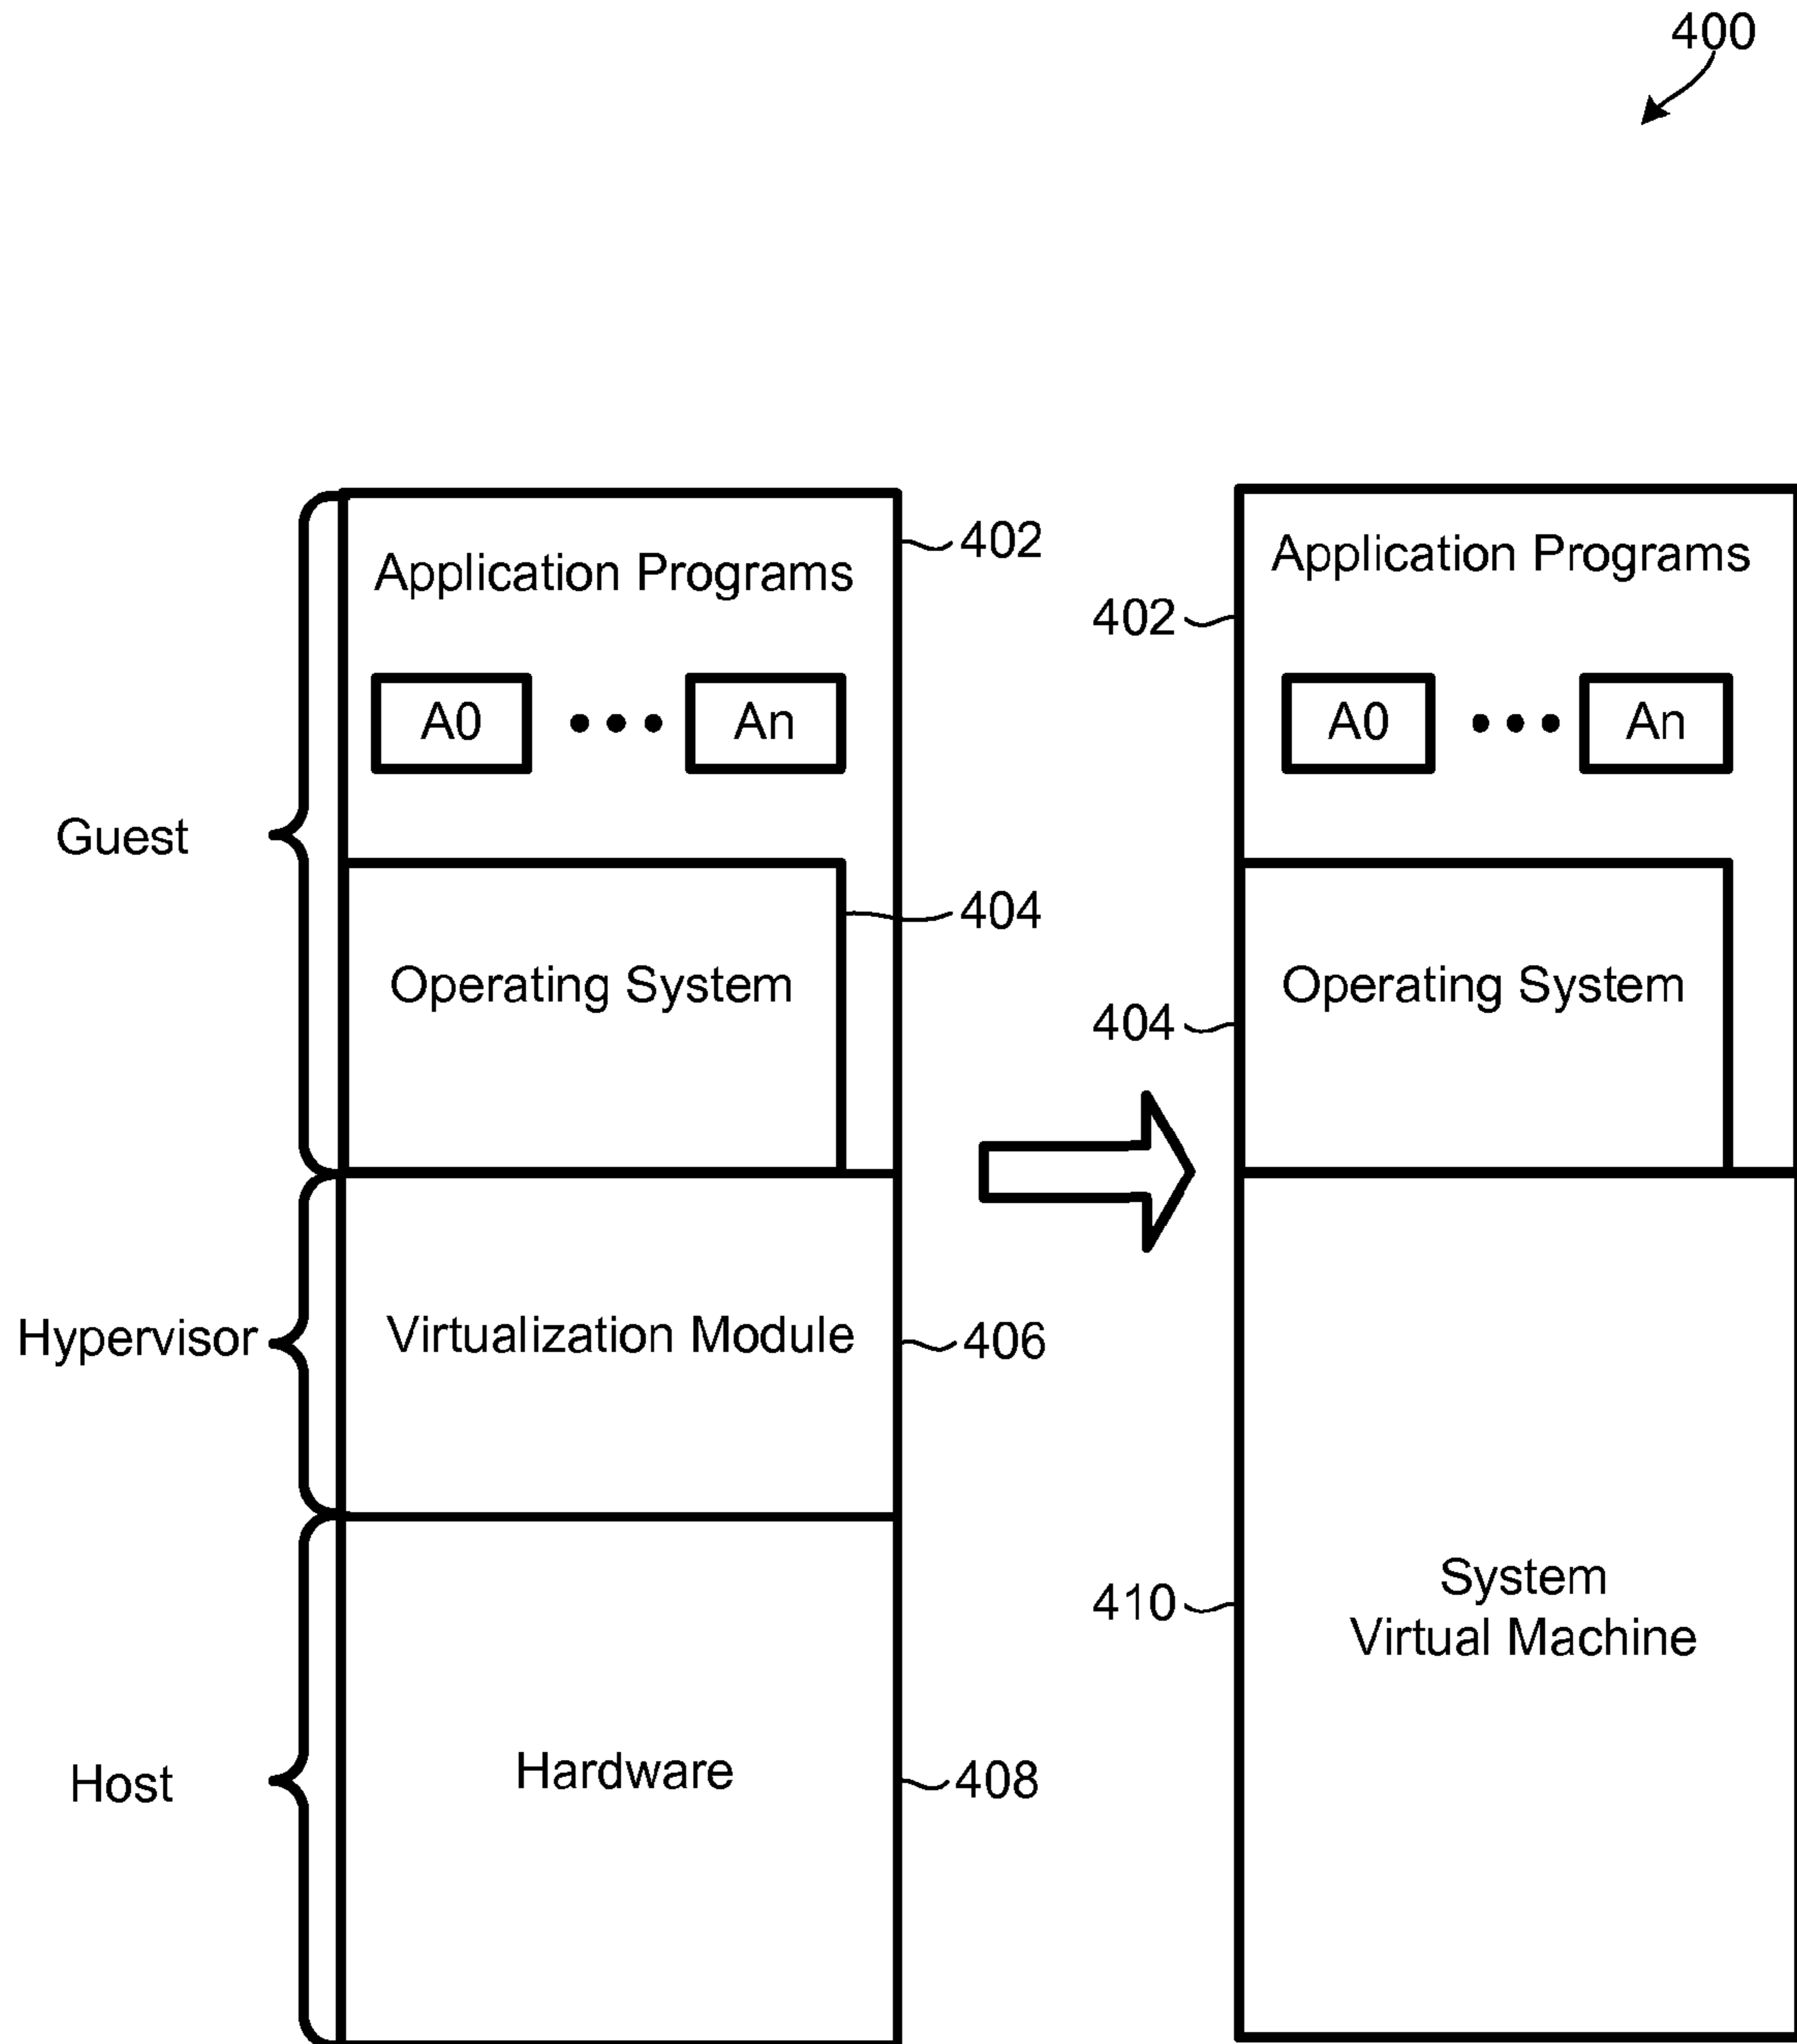 400
Application Programs
402
A0 ••• An
Guest
404
Operating System
Hypervisor
Virtualization Module
406
Host
Hardware
408
Application Programs
402
A0 ••• An
Operating System
404
System
Virtual Machine
410